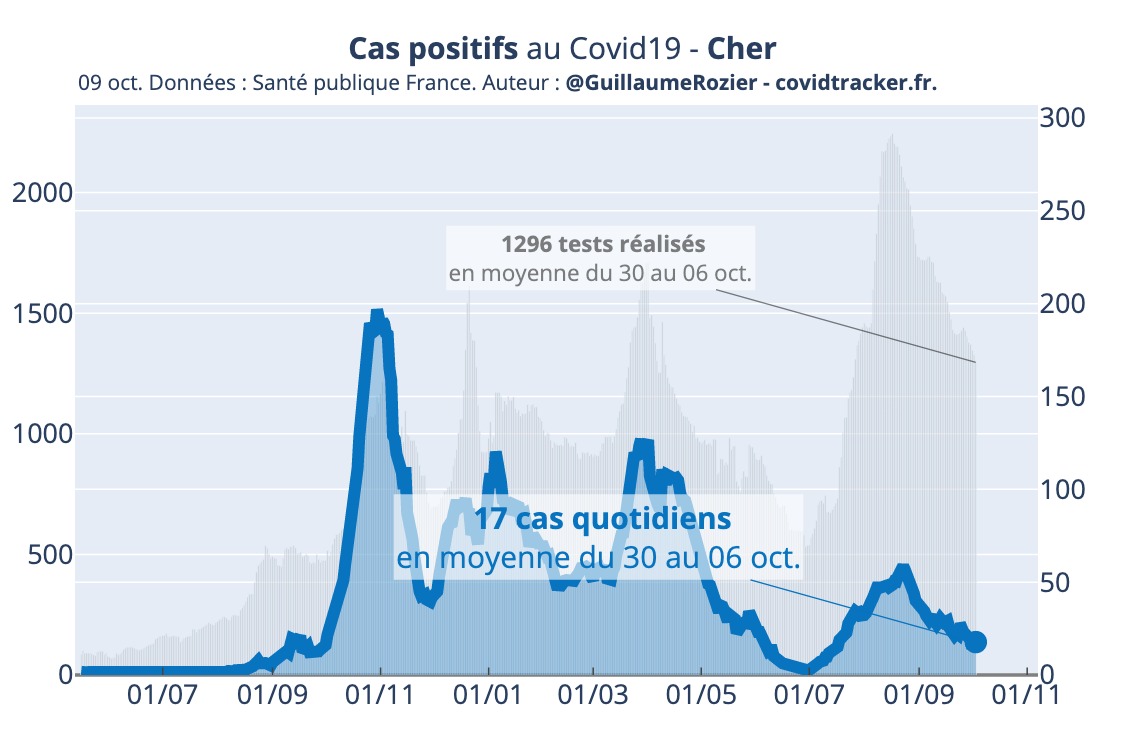 Cas positifs au Covid19 - Cher
09 oct. Données : Santé publique France. Auteur : @GuillaumeRozier - covidtracker.fr.
300
2000
250
1296 tests réalisés
en moyenne du 30 au 06 oct.
1500
200
150
1000
100
17 cas quotidiens
500
en moyenne du 30 au 06 oct.
50
0
0
01/07 01/09 01/11 01/01 01/03 01/05 01/07 01/09 01/11